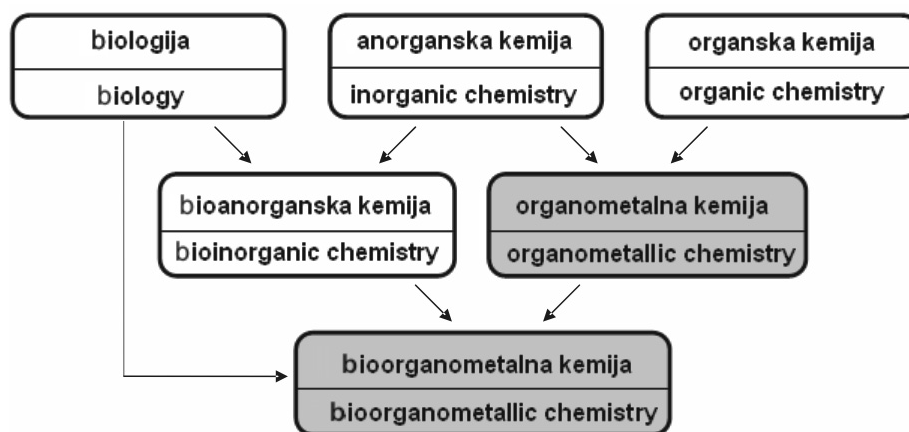 biologija
biology
anorganska kemija
inorganic chemistry
organska kemija
organic chemistry
bioanorganska kemija
bioinorganic chemistry
organometalna kemija
organometallic chemistry
bioorganometalna kemija
bioorganometallic chemistry